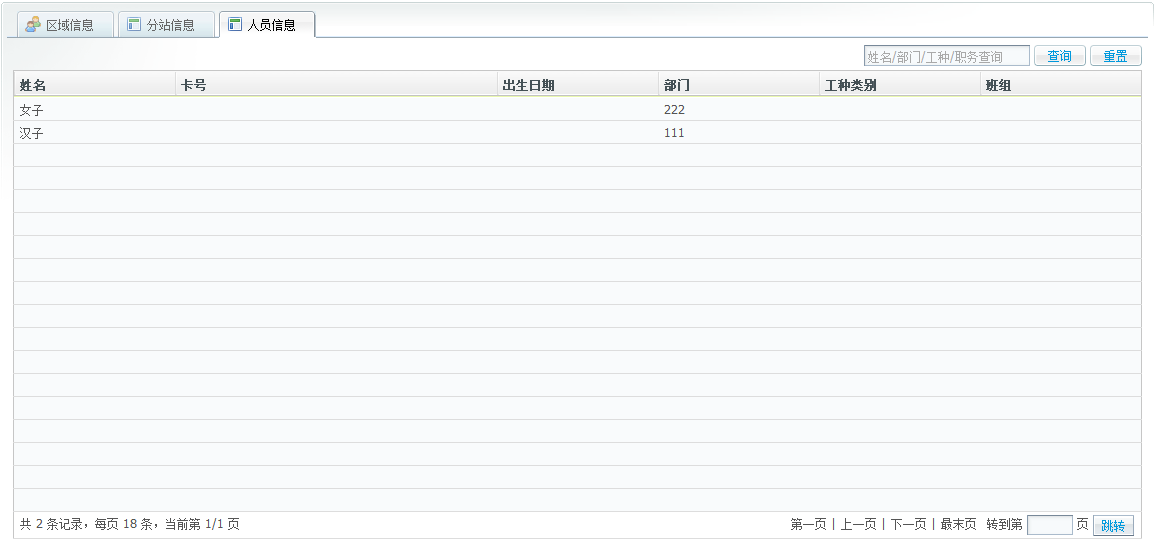 区域信息 分站信息 人员信息
姓名/部门/工种/职务查询 查询 重置
姓名 卡号 出生日期 部门 工种类别 班组
女子 222
汉子 111
共 2 条记录，每页 18 条，当前第 1/1 页 第一页 | 上一页 | 下一页 | 最末页 转到第 页 跳转